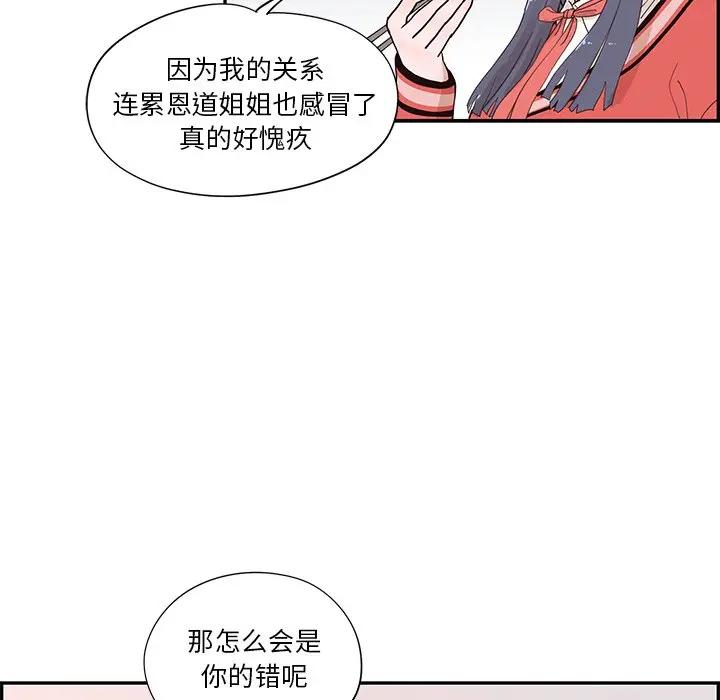 因为我的关系
连累恩道姐姐也感冒了
真的好愧疚
那怎么会是
你的错呢